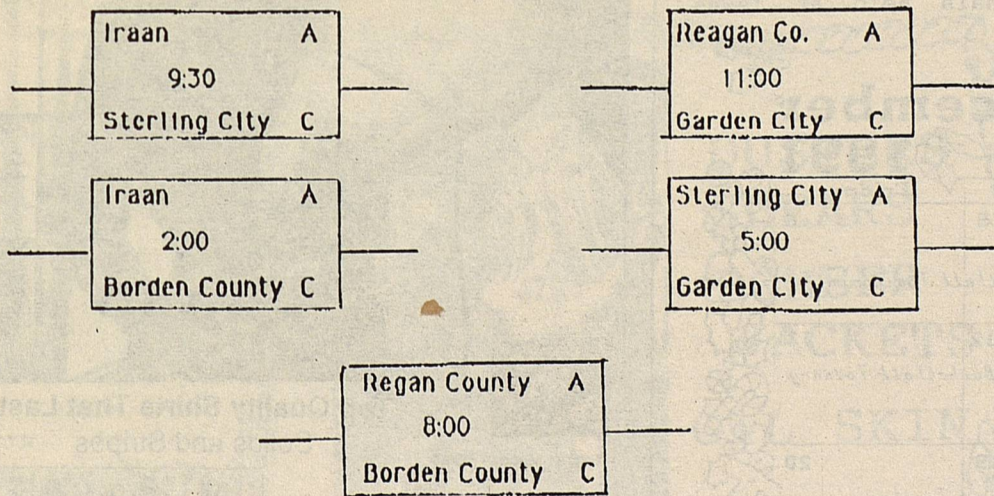 Iraan A
9:30
Sterling City C
Reagan Co. A
11:00
Garden City C
Iraan A
2:00
Borden County C
Sterling City A
5:00
Garden City C
Regan County A
8:00
Borden County C